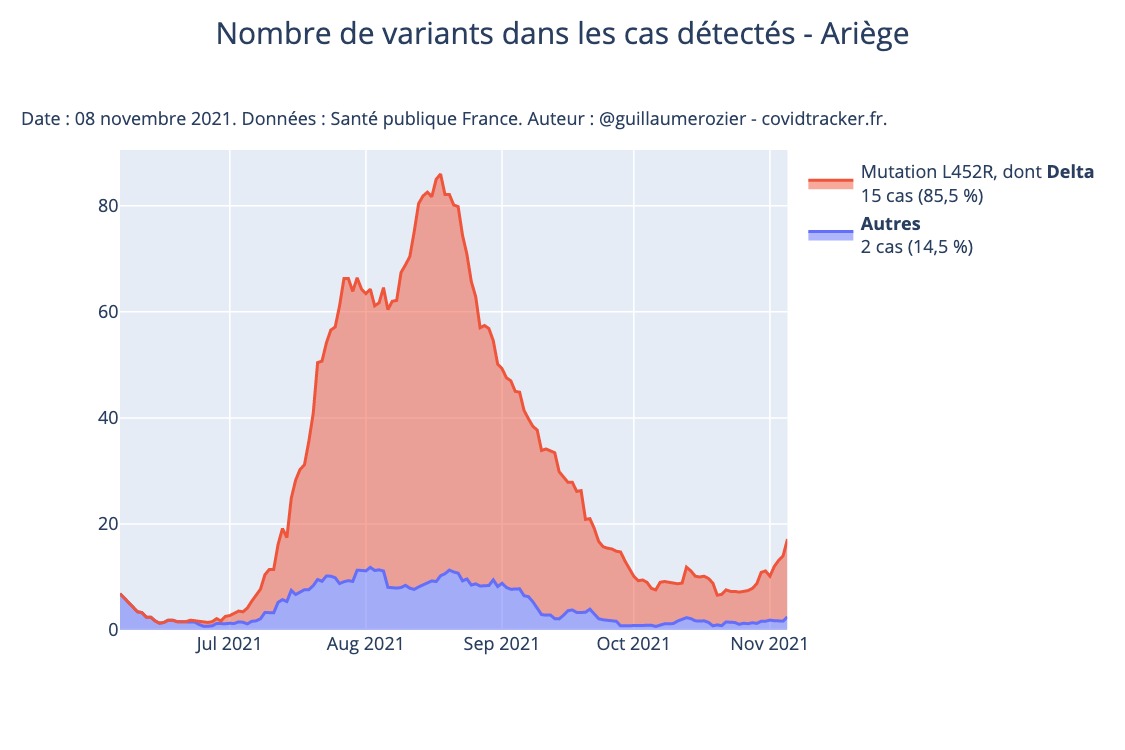 Nombre de variants dans les cas détectés - Ariège
Date : 08 novembre 2021. Données : Santé publique France. Auteur : @guillaumerozier - covidtracker.fr.
Mutation L452R, dont Delta
15 cas (85,5 %)
Autres
2 cas (14,5 %)
80
60
40
20
0
Jul 2021
Aug 2021
Sep 2021
Oct 2021
Nov 2021